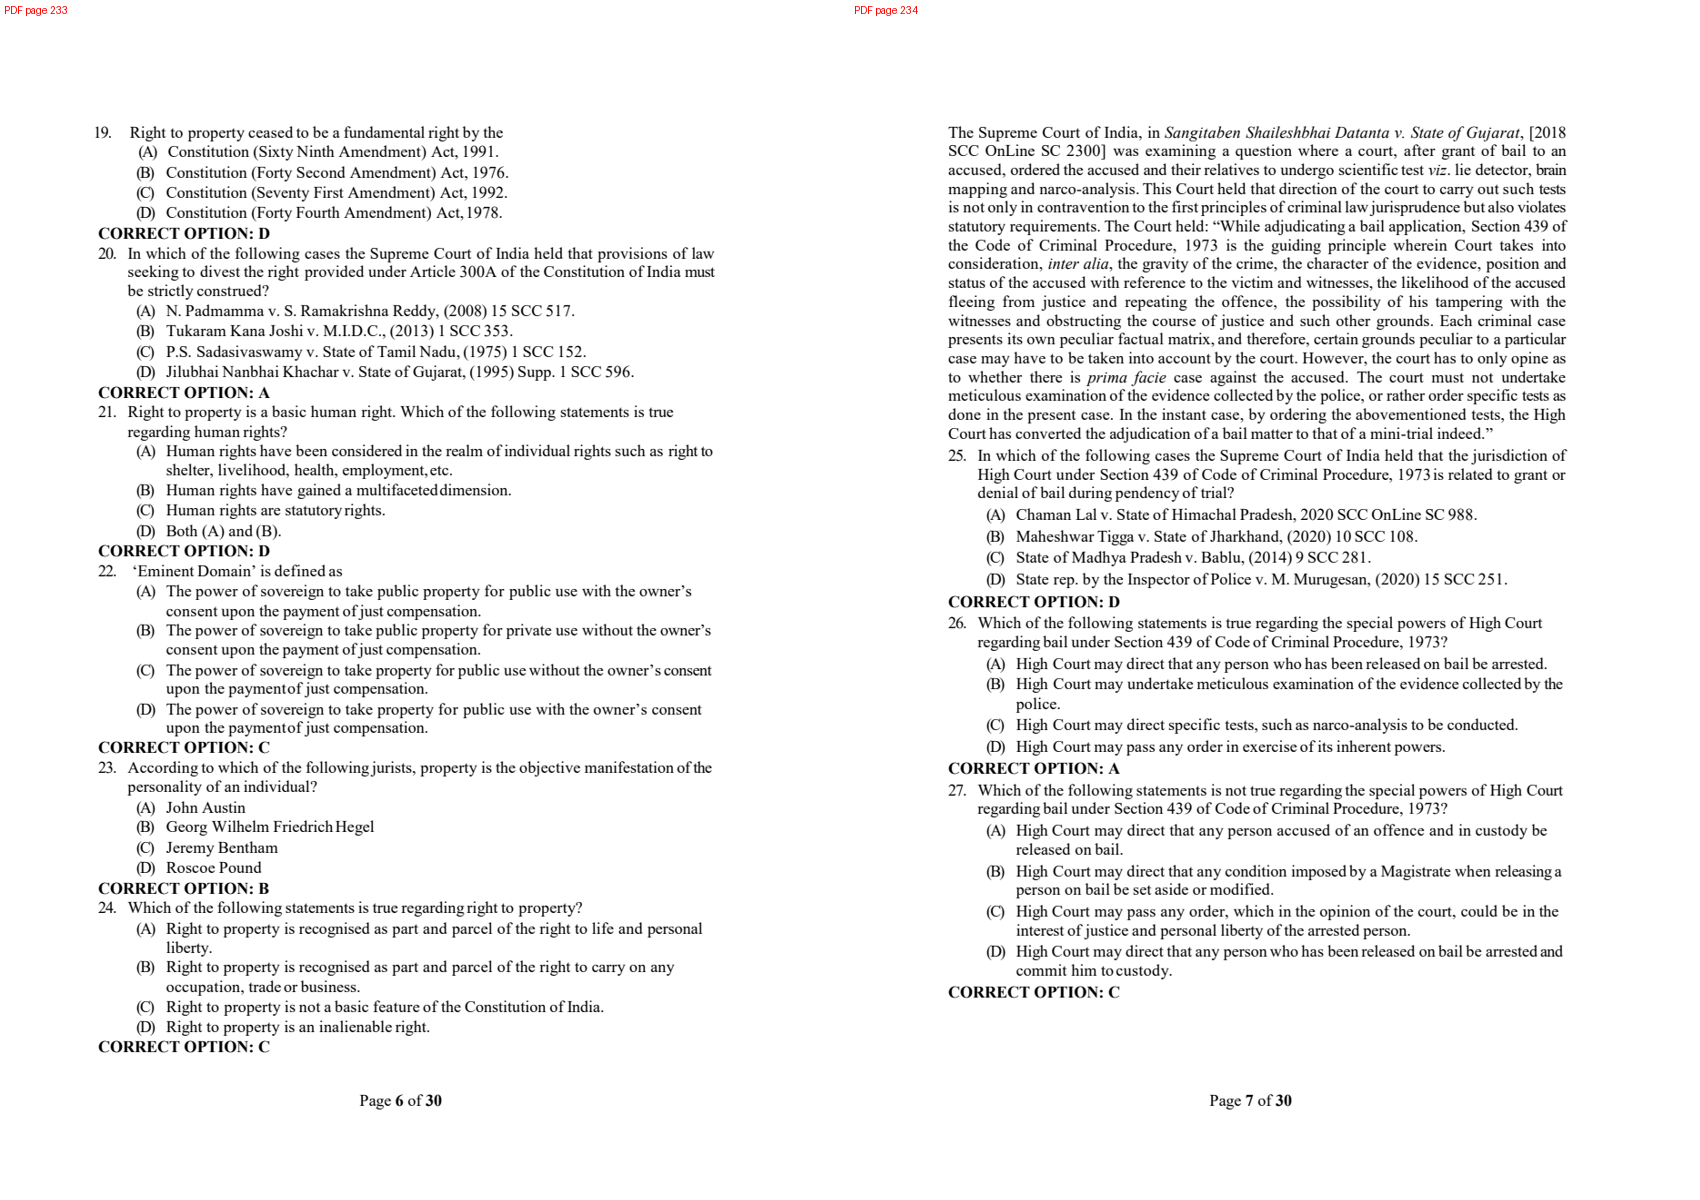 PDF page 233
19. Right to property ceased to be a fundamental right by the
(A) Constitution (Sixty Ninth Amendment) Act, 1991.
(B) Constitution (Forty Second Amendment) Act, 1976.
(C) Constitution (Seventy First Amendment) Act, 1992.
(D) Constitution (Forty Fourth Amendment) Act, 1978.
CORRECT OPTION: D
20. In which of the following cases the Supreme Court of India held that provisions of law
seeking to divest the right provided under Article 300A of the Constitution of India must
be strictly construed?
(A) N. Padmamma v. S. Ramakrishna Reddy, (2008) 15 SCC 517.
(B) Tukaram Kana Joshi v. M.I.D.C., (2013) 1 SCC 353.
(C) P.S. Sadasivaswamy v. State of Tamil Nadu, (1975) 1 SCC 152.
(D) Jilubhai Nanbhai Khachar v. State of Gujarat, (1995) Supp. 1 SCC 596.
CORRECT OPTION: A
21. Right to property is a basic human right. Which of the following statements is true
regarding human rights?
(A) Human rights have been considered in the realm of individual rights such as right to
shelter, livelihood, health, employment, etc.
(B) Human rights have gained a multifaceted dimension.
(C) Human rights are statutory rights.
(D) Both (A) and (B).
CORRECT OPTION: D
22. ‘Eminent Domain’ is defined as
(A) The power of sovereign to take public property for public use with the owner’s
consent upon the payment of just compensation.
(B) The power of sovereign to take public property for private use without the owner’s
consent upon the payment of just compensation.
(C) The power of sovereign to take property for public use without the owner’s consent
upon the payment of just compensation.
(D) The power of sovereign to take property for public use with the owner’s consent
upon the payment of just compensation.
CORRECT OPTION: C
23. According to which of the following jurists, property is the objective manifestation of the
personality of an individual?
(A) John Austin
(B) Georg Wilhelm Friedrich Hegel
(C) Jeremy Bentham
(D) Roscoe Pound
CORRECT OPTION: B
24. Which of the following statements is true regarding right to property?
(A) Right to property is recognised as part and parcel of the right to life and personal
liberty.
(B) Right to property is recognised as part and parcel of the right to carry on any
occupation, trade or business.
(C) Right to property is not a basic feature of the Constitution of India.
(D) Right to property is an inalienable right.
CORRECT OPTION: C
Page 6 of 30
PDF page 234
The Supreme Court of India, in Sangitaben Shaileshbhai Datanta v. State of Gujarat, [2018
SCC OnLine SC 2300] was examining a question where a court, after grant of bail to an
accused, ordered the accused and their relatives to undergo scientific test viz. lie detector, brain
mapping and narco-analysis. This Court held that direction of the court to carry out such tests
is not only in contravention to the first principles of criminal law jurisprudence but also violates
statutory requirements. The Court held: “While adjudicating a bail application, Section 439 of
the Code of Criminal Procedure, 1973 is the guiding principle wherein Court takes into
consideration, inter alia, the gravity of the crime, the character of the evidence, position and
status of the accused with reference to the victim and witnesses, the likelihood of the accused
fleeing from justice and repeating the offence, the possibility of his tampering with the
witnesses and obstructing the course of justice and such other grounds. Each criminal case
presents its own peculiar factual matrix, and therefore, certain grounds peculiar to a particular
case may have to be taken into account by the court. However, the court has to only opine as
to whether there is prima facie case against the accused. The court must not undertake
meticulous examination of the evidence collected by the police, or rather order specific tests as
done in the present case. In the instant case, by ordering the abovementioned tests, the High
Court has converted the adjudication of a bail matter to that of a mini-trial indeed.”
25. In which of the following cases the Supreme Court of India held that the jurisdiction of
High Court under Section 439 of Code of Criminal Procedure, 1973 is related to grant or
denial of bail during pendency of trial?
(A) Chaman Lal v. State of Himachal Pradesh, 2020 SCC OnLine SC 988.
(B) Maheshwar Tigga v. State of Jharkhand, (2020) 10 SCC 108.
(C) State of Madhya Pradesh v. Bablu, (2014) 9 SCC 281.
(D) State rep. by the Inspector of Police v. M. Murugesan, (2020) 15 SCC 251.
CORRECT OPTION: D
26. Which of the following statements is true regarding the special powers of High Court
regarding bail under Section 439 of Code of Criminal Procedure, 1973?
(A) High Court may direct that any person who has been released on bail be arrested.
(B) High Court may undertake meticulous examination of the evidence collected by the
police.
(C) High Court may direct specific tests, such as narco-analysis to be conducted.
(D) High Court may pass any order in exercise of its inherent powers.
CORRECT OPTION: A
27. Which of the following statements is not true regarding the special powers of High Court
regarding bail under Section 439 of Code of Criminal Procedure, 1973?
(A) High Court may direct that any person accused of an offence and in custody be
released on bail.
(B) High Court may direct that any condition imposed by a Magistrate when releasing a
person on bail be set aside or modified.
(C) High Court may pass any order, which in the opinion of the court, could be in the
interest of justice and personal liberty of the arrested person.
(D) High Court may direct that any person who has been released on bail be arrested and
commit him to custody.
CORRECT OPTION: C
Page 7 of 30